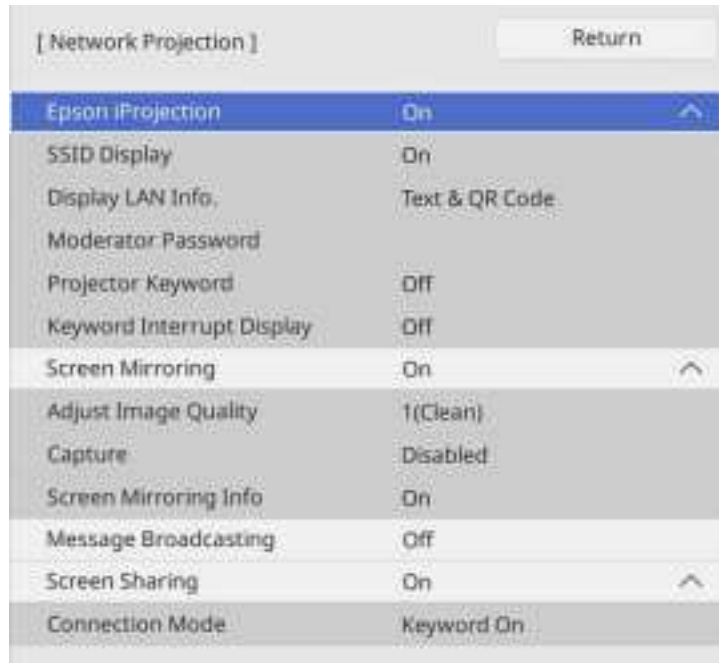 [ Network Projection ] Return
Epson iProjection On
SSID Display On
Display LAN Info. Text & QR Code
Moderator Password
Projector Keyword Off
Keyword Interrupt Display Off
Screen Mirroring On
Adjust Image Quality 1(Clean)
Capture Disabled
Screen Mirroring Info On
Message Broadcasting Off
Screen Sharing On
Connection Mode Keyword On